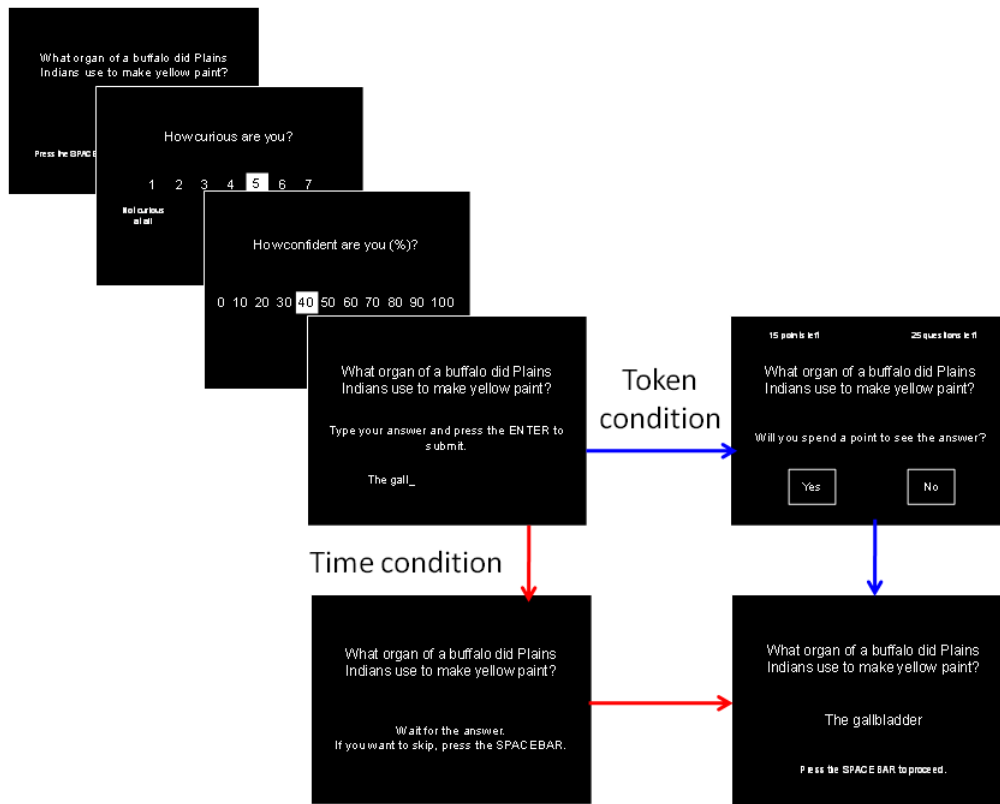 What organ of a buffalo did Plains
Indians use to make yellow paint?
Press the SPACE
How curious are you?
1 2 3 4 5 6 7
Not curious
at all
How confident are you (%)?
0 10 20 30 40 50 60 70 80 90 100
What organ of a buffalo did Plains
Indians use to make yellow paint?
Type your answer and press the ENTER to
submit.
The gall_
Token
condition
15 points left 25 questions left
What organ of a buffalo did Plains
Indians use to make yellow paint?
Will you spend a point to see the answer?
Yes No
Time condition
What organ of a buffalo did Plains
Indians use to make yellow paint?
Wait for the answer.
If you want to skip, press the SPACEBAR.
What organ of a buffalo did Plains
Indians use to make yellow paint?
The gallbladder
Press the SPACEBAR to proceed.